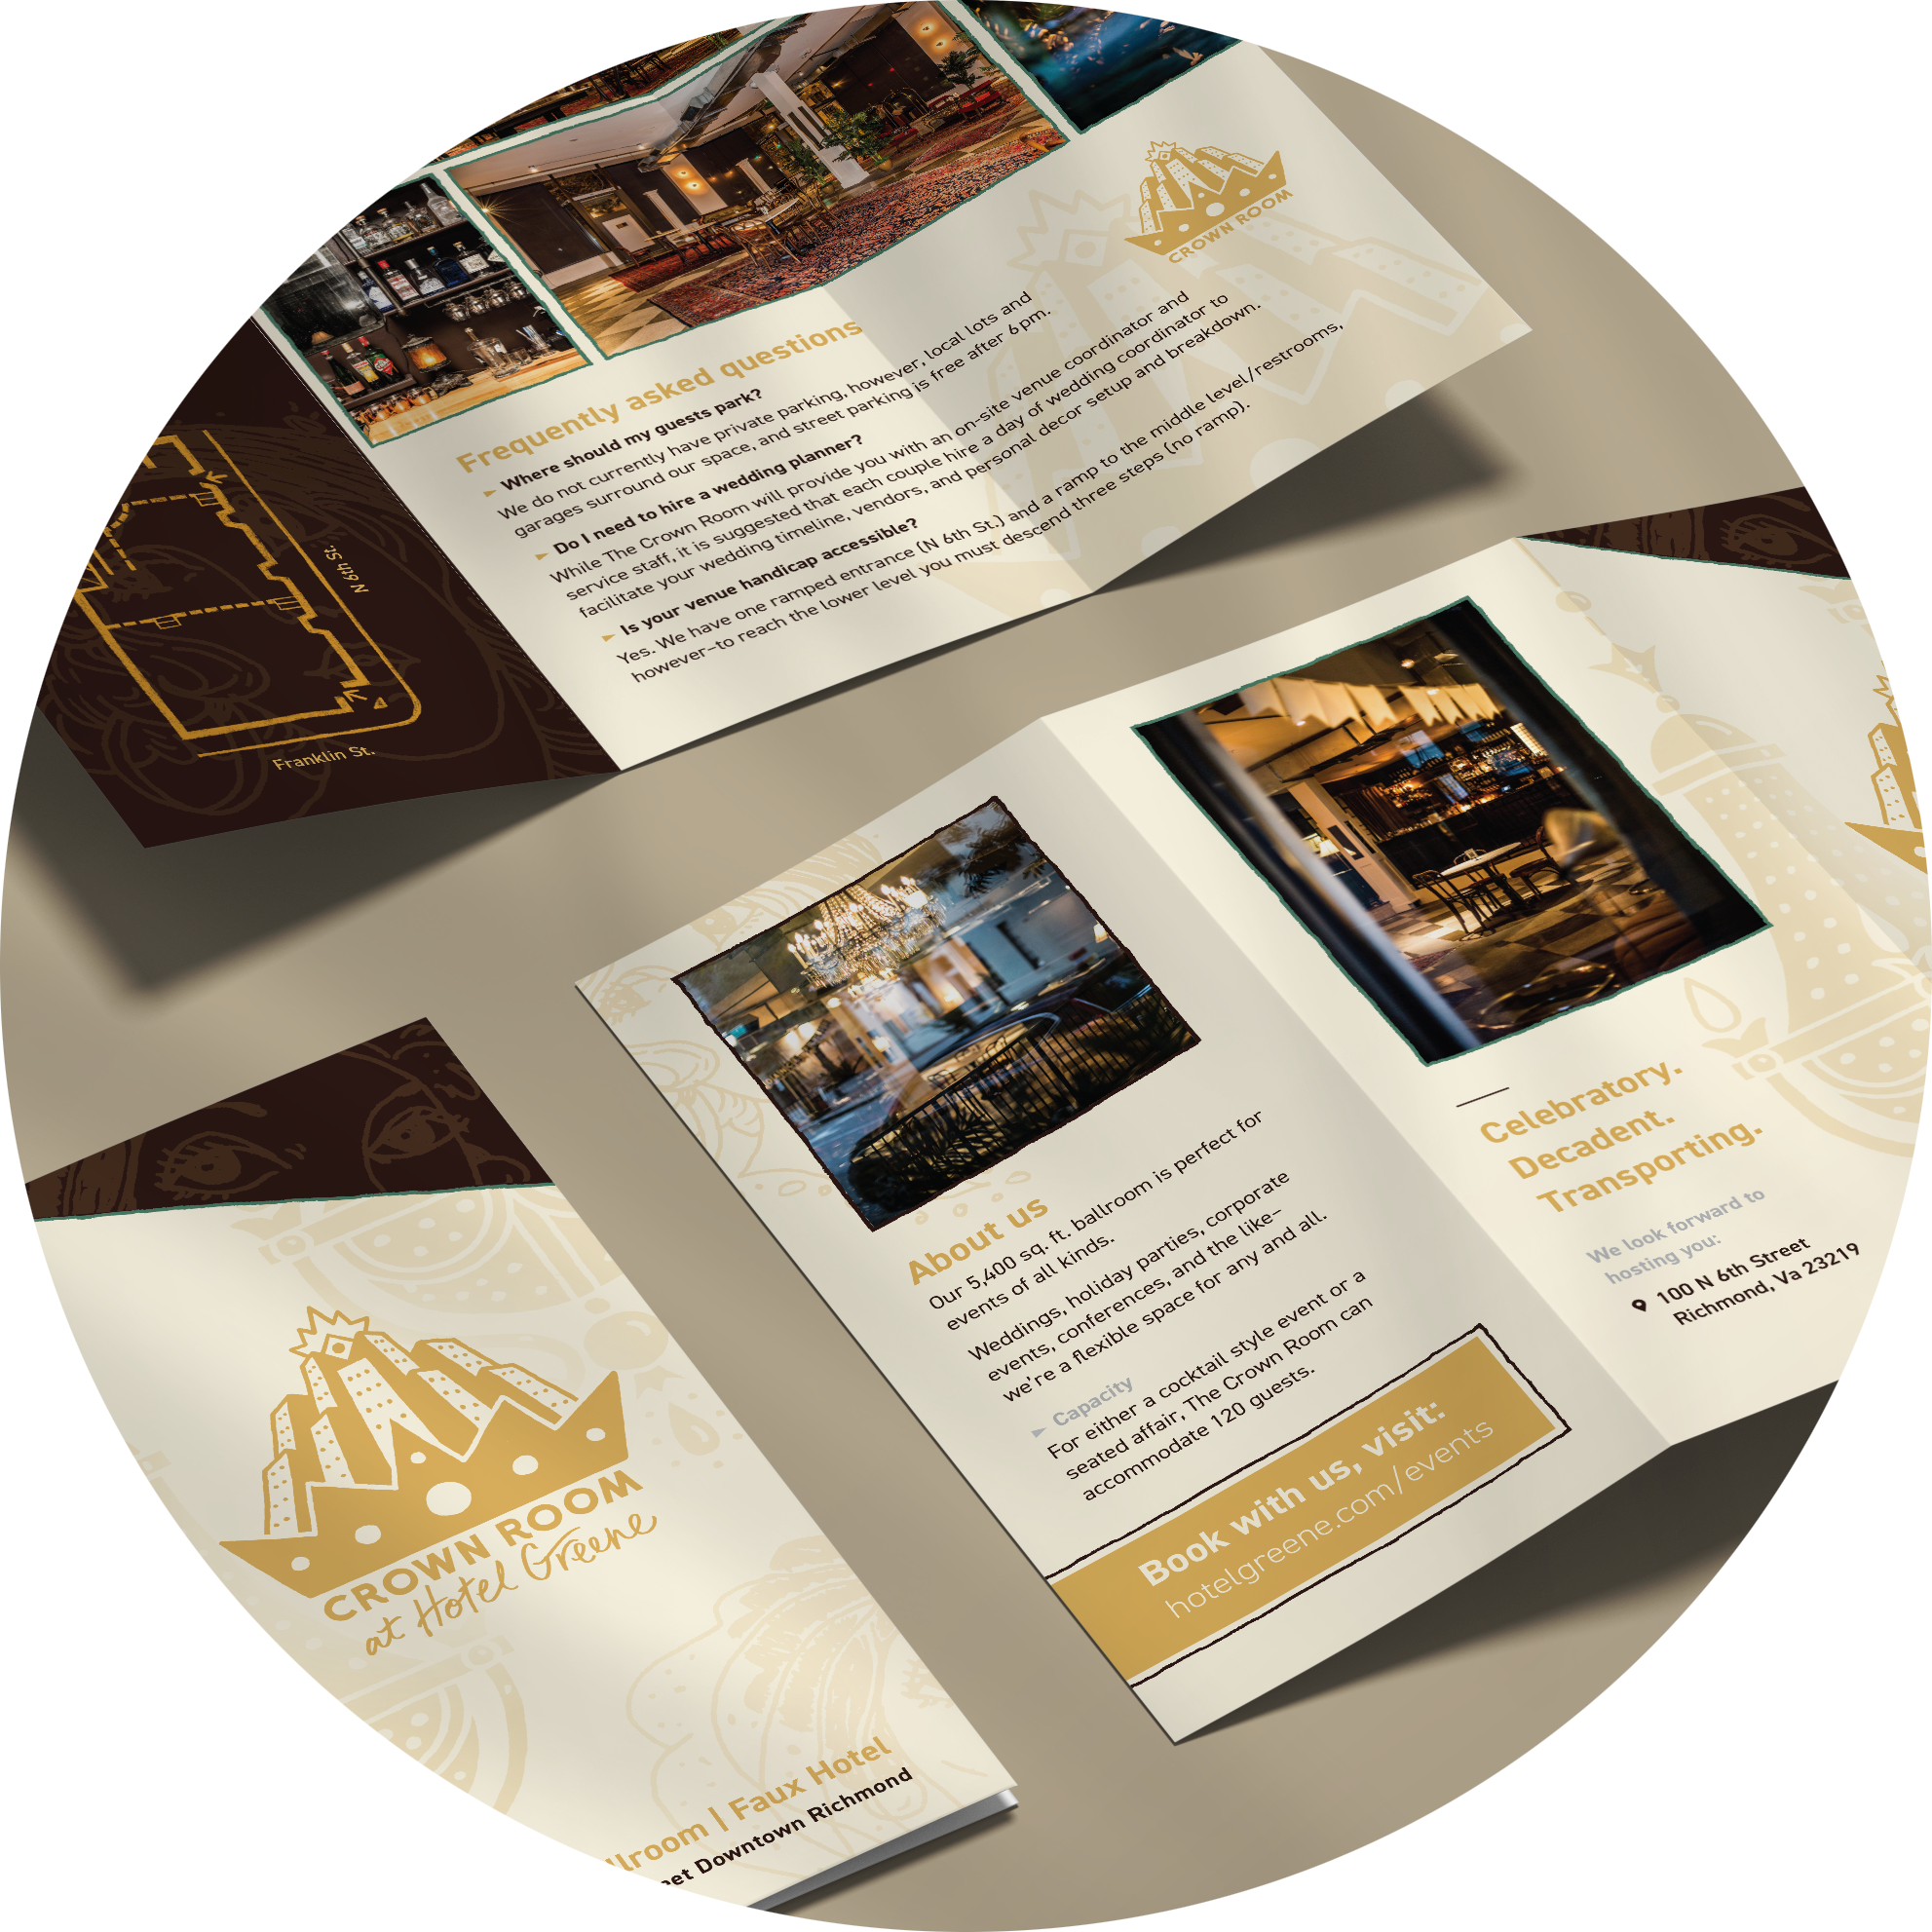 CROWN ROOM
Frequently asked questions
Where should my guests park?
We do not currently have private parking, however, local lots and
garages surround our space, and street parking is free after 6pm.
Do I need to hire a wedding planner?
While The Crown Room will provide you with an on-site venue coordinator and
service staff, it is suggested that each couple hire a day of wedding coordinator to
facilitate your wedding timeline, vendors, and personal decor setup and breakdown.
Is your venue handicap accessible?
Yes. We have one ramped entrance (N 6th St.) and a ramp to the middle level/restrooms,
however–to reach the lower level you must descend three steps (no ramp).
N 6th St.
Franklin St.
About us
Our 5,400 sq. ft. ballroom is perfect for
events of all kinds.
Weddings, holiday parties, corporate
events, conferences, and the like–
we're a flexible space for any and all.
Capacity
For either a cocktail style event or a
seated affair, The Crown Room can
accommodate 120 guests.
Book with us, visit:
hotelgreene.com/events
Celebratory.
Decadent.
Transporting.
We look forward to
hosting you:
100 N 6th Street
Richmond, Va 23219
CROWN ROOM
at Hotel Greene
| Faux Hotel
Downtown Richmond